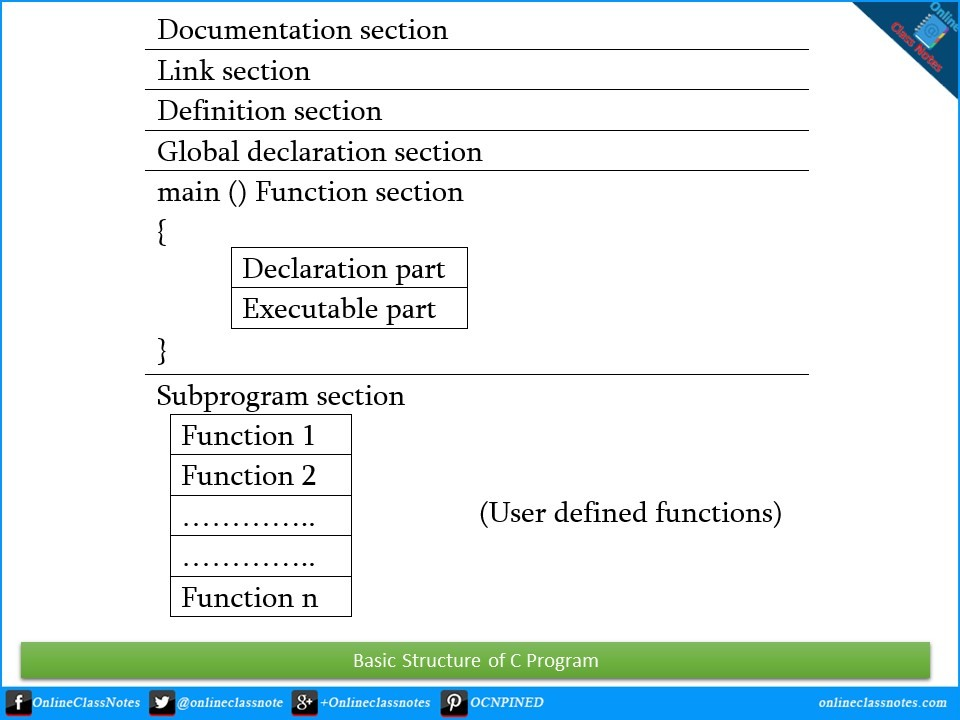 Documentation section
Link section
Definition section
Global declaration section
main () Function section
{
Declaration part
Executable part
}
Subprogram section
Function 1
Function 2
…………..
(User defined functions)
…………..
Function n
Basic Structure of C Program
OnlineClassNotes @onlineclassnote +Onlineclassnotes OCNPINED onlineclassnotes.com
Online
Class Notes